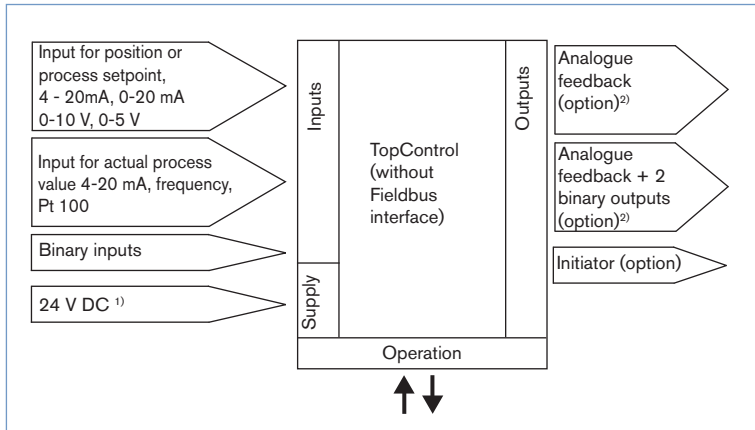 Input for position or
process setpoint,
4 - 20mA, 0-20 mA
0-10 V, 0-5 V
Input for actual process
value 4-20 mA, frequency,
Pt 100
Binary inputs
24 V DC 1)
Inputs
Supply
TopControl
(without
Fieldbus
interface)
Outputs
Operation
Analogue
feedback
(option)2)
Analogue
feedback + 2
binary outputs
(option)2)
Initiator (option)